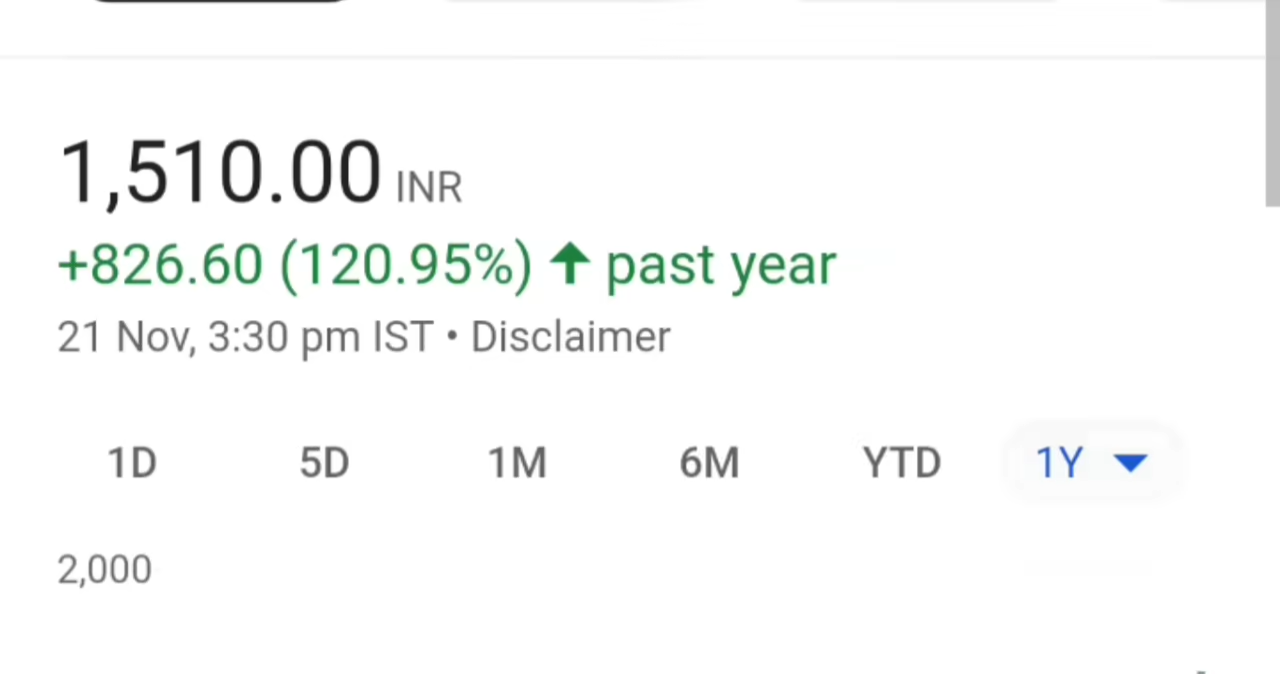 1,510.00 INR
+826.60 (120.95%) ↑ past year
21 Nov, 3:30 pm IST • Disclaimer
1D 5D 1M 6M YTD 1Y
2,000